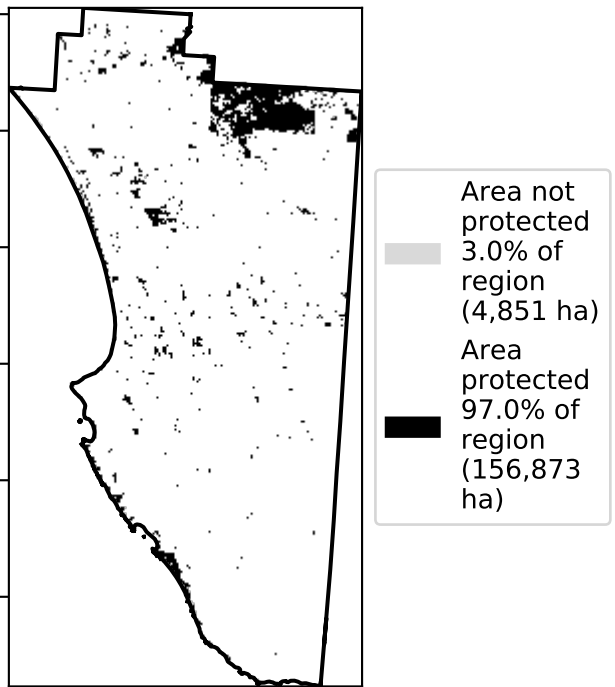 Area not
protected
3.0% of
region
(4,851 ha)
Area
protected
97.0% of
region
(156,873
ha)